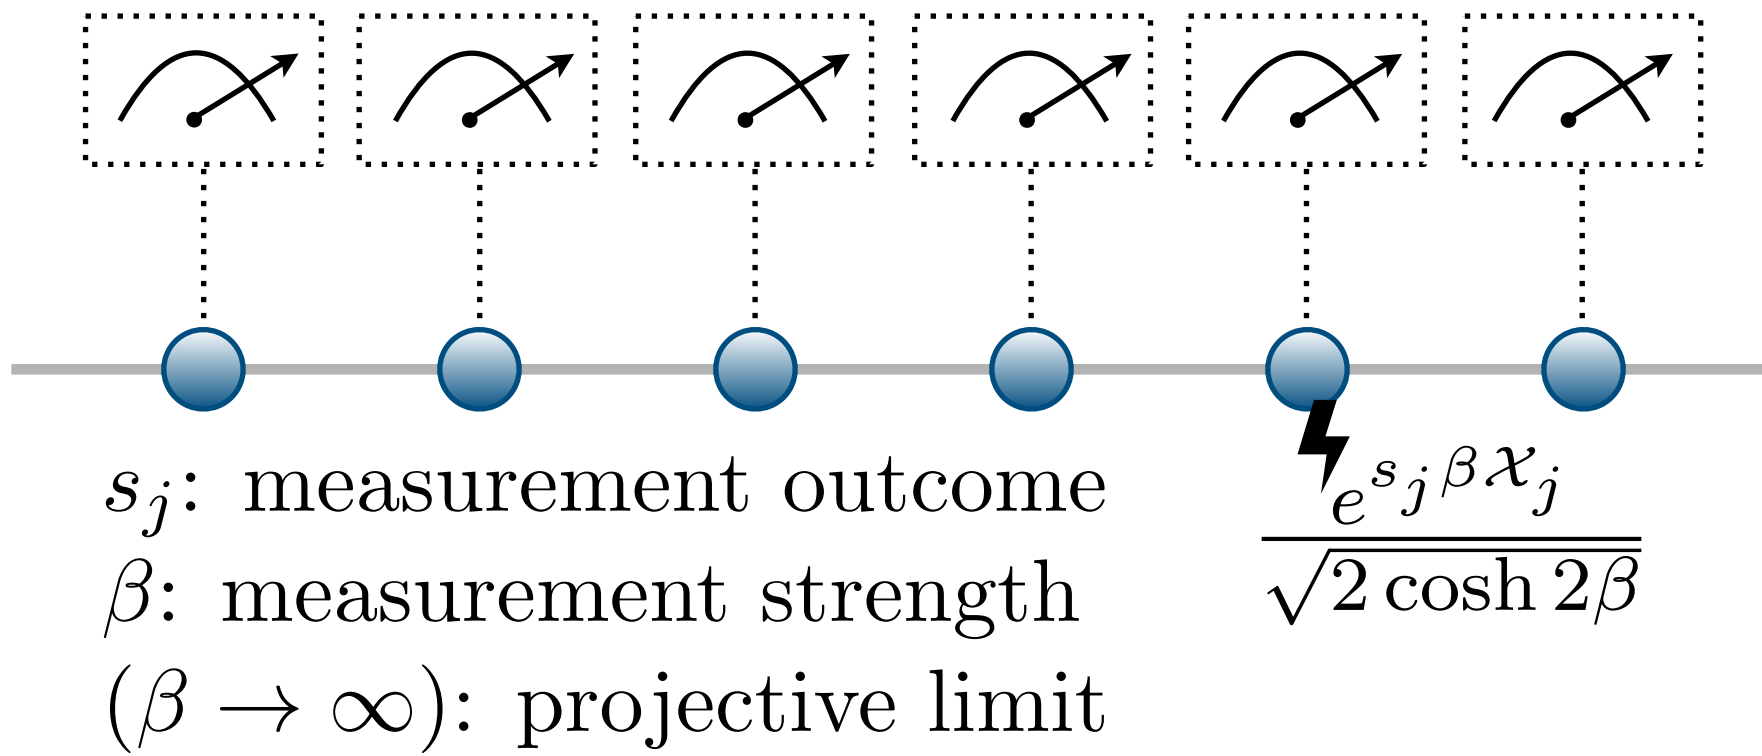 s_j: measurement outcome
β: measurement strength
(β → ∞): projective limit
e^{s_j β 𝒳_j}
√(2 cosh 2β)